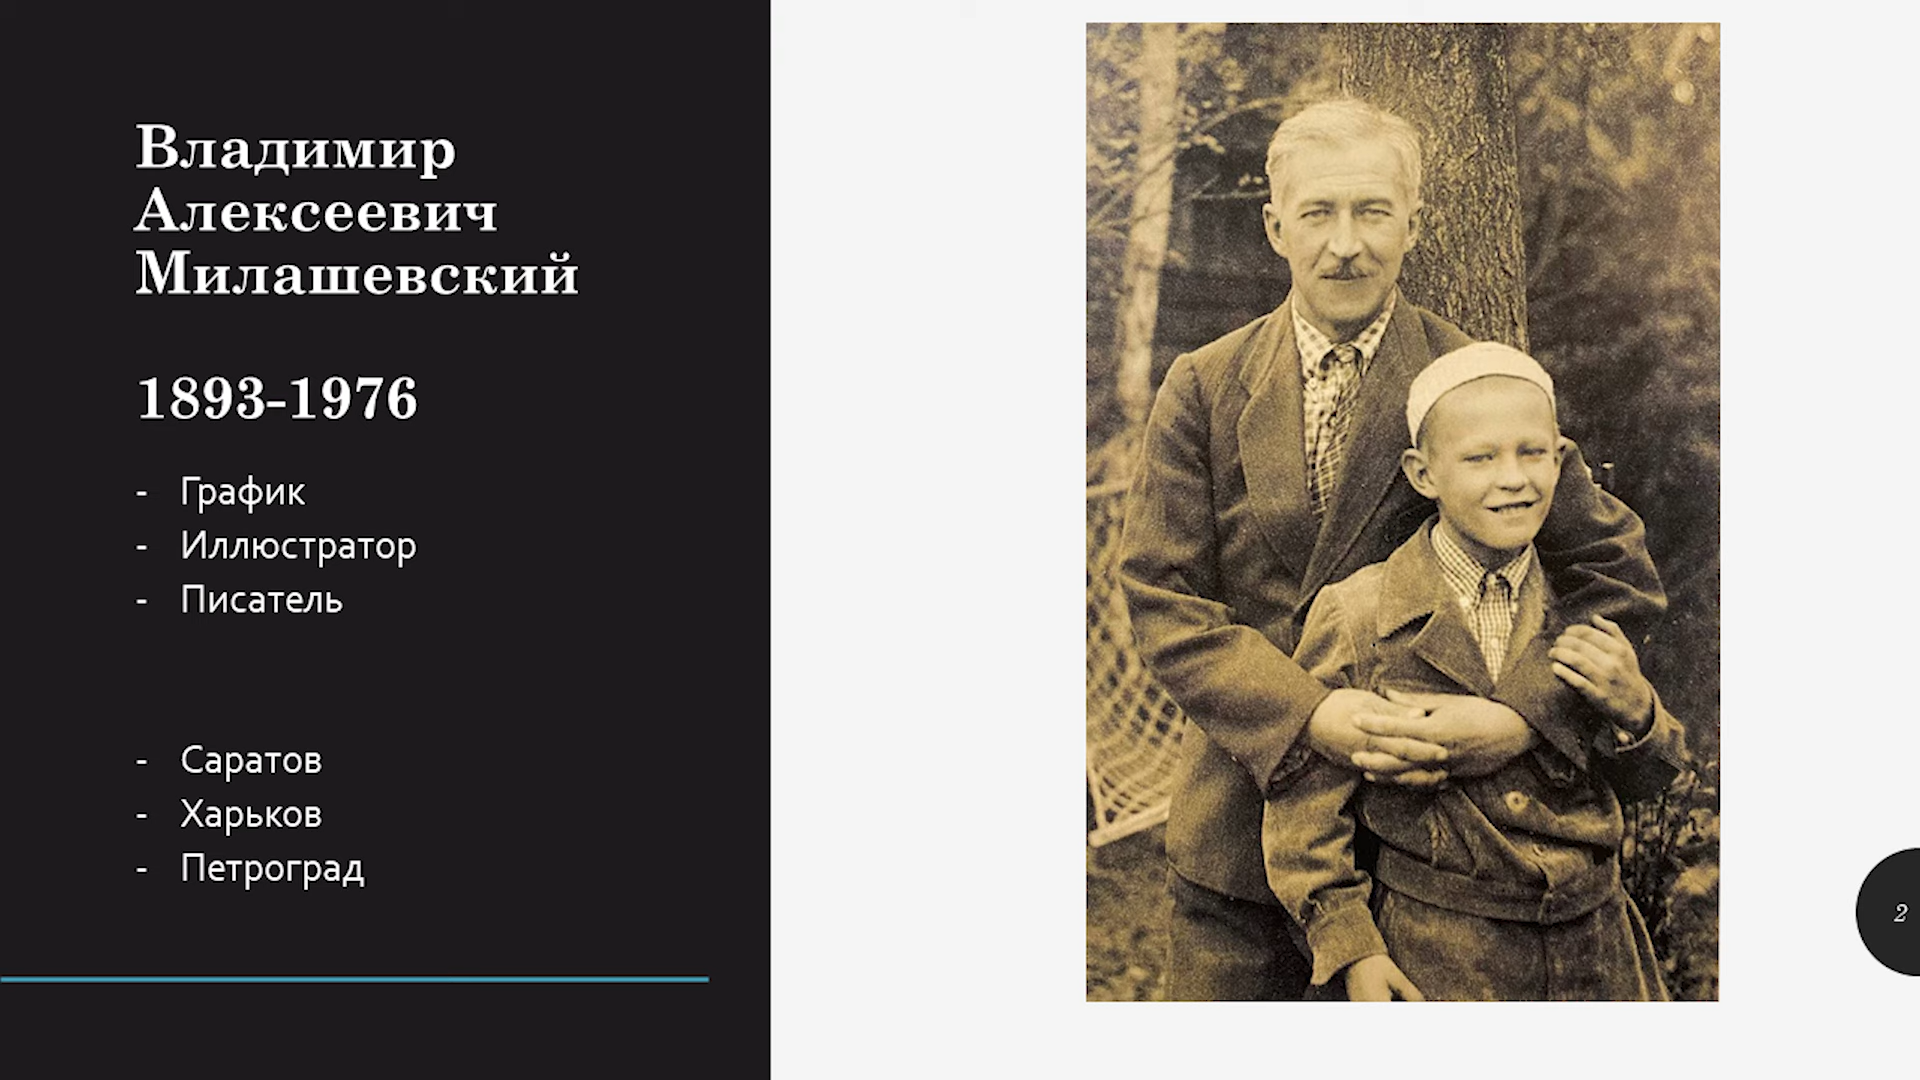 Владимир
Алексеевич
Милашевский
1893-1976
- График
- Иллюстратор
- Писатель
- Саратов
- Харьков
- Петроград
2